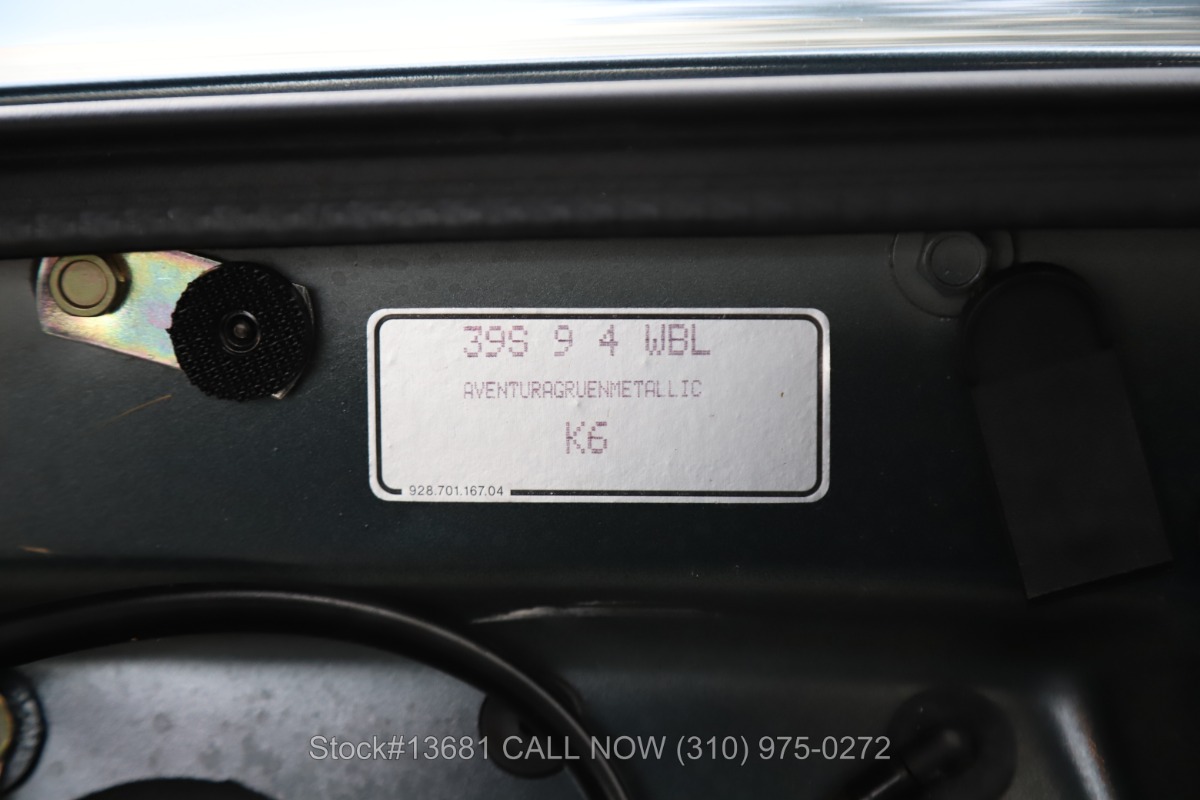 39S 9 4 WBL
AVENTURAGRUENMETALLIC
K6
928.701.167.04
Stock#13681 CALL NOW (310) 975-0272